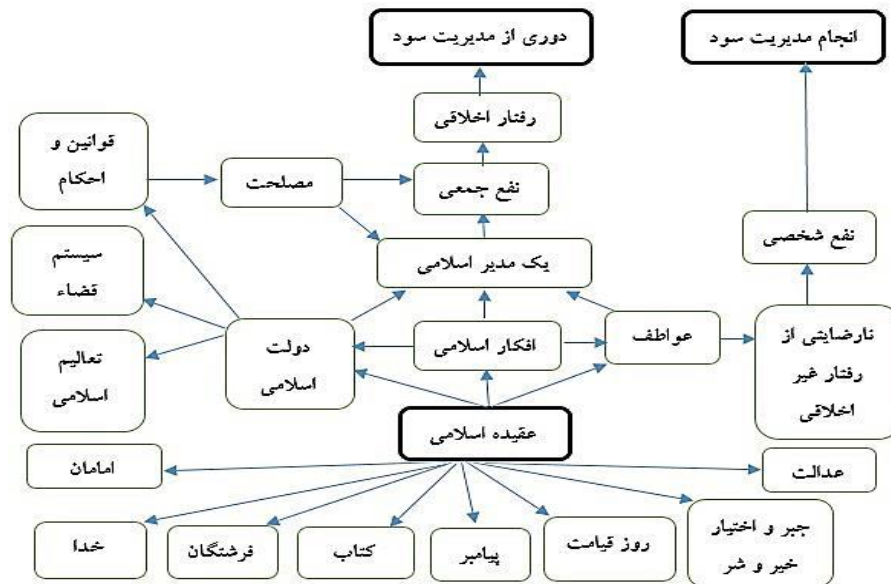 انجام مدیریت سود
دوری از مدیریت سود
رفتار اخلاقی
قوانین و
احکام
مصلحت
نفع جمعی
نفع شخصی
سیستم
قضاء
یک مدیر اسلامی
نارضایتی از
رفتار غیر
اخلاقی
عواطف
افکار اسلامی
دولت
اسلامی
تعالیم
اسلامی
عقیده اسلامی
عدالت
امامان
جبر و اختیار
خیر و شر
روز قیامت
پیامبر
کتاب
فرشتگان
خدا